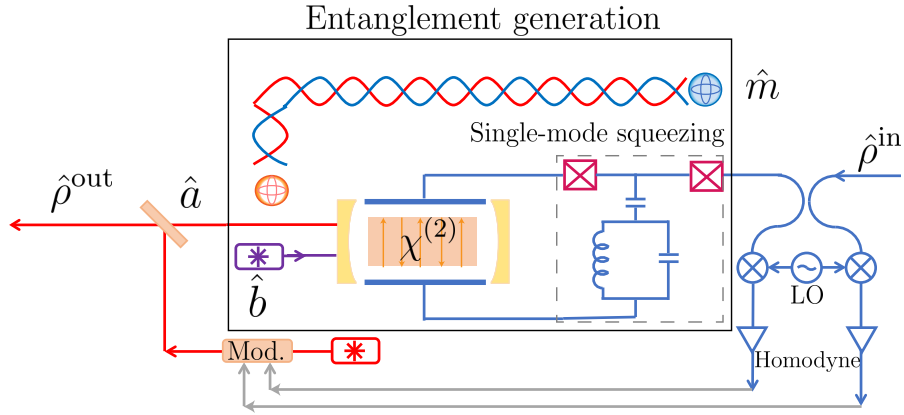 Entanglement generation
m̂
Single-mode squeezing
ρ̂ⁱⁿ
ρ̂ᵒᵘᵗ
â
χ⁽²⁾
b̂
LO
Mod.
Homodyne